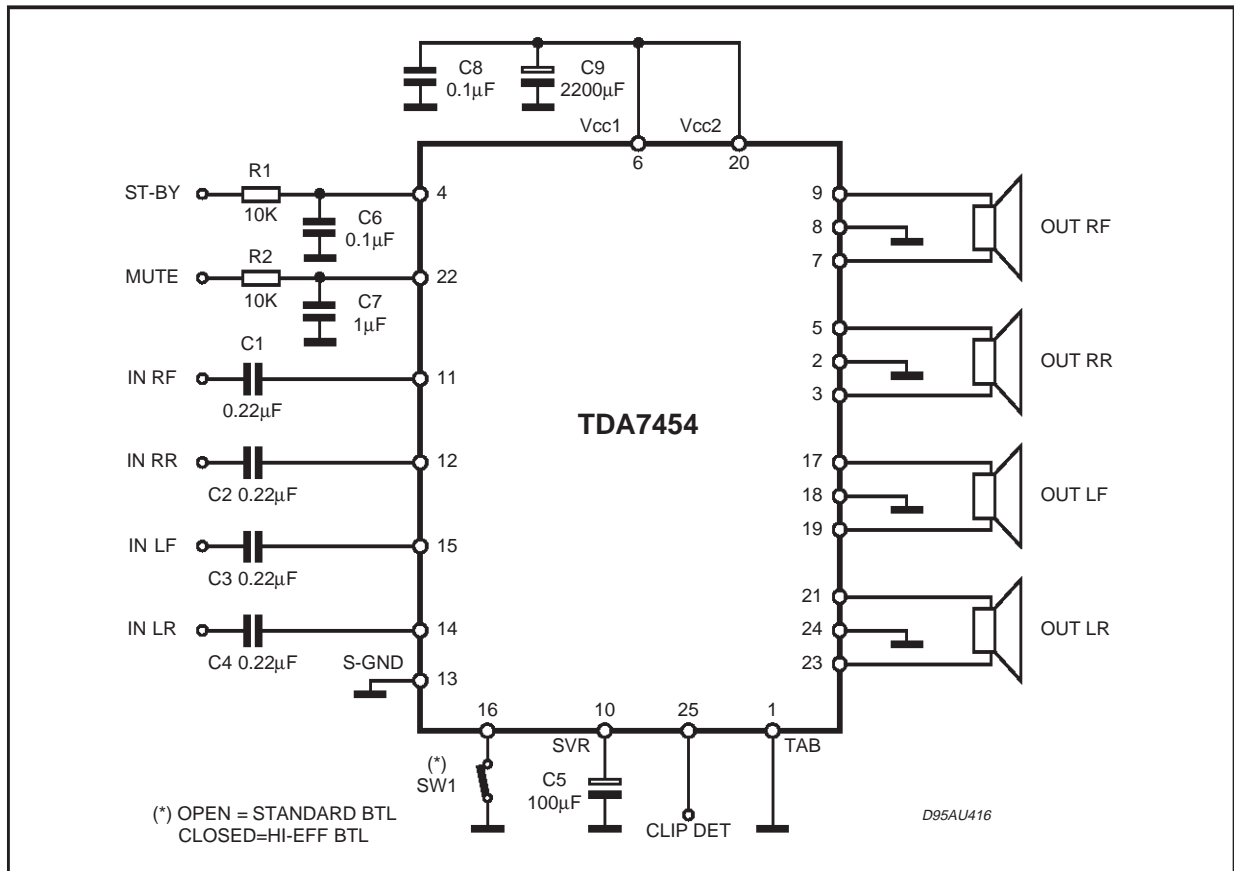 C8
0.1µF
C9
2200µF
Vcc1
Vcc2
6
20
ST-BY
R1
10K
4
C6
0.1µF
MUTE
R2
10K
22
C7
1µF
C1
IN RF
0.22µF
11
IN RR
C2 0.22µF
12
IN LF
C3 0.22µF
15
IN LR
C4 0.22µF
14
S-GND
13
TDA7454
9
8
7
OUT RF
5
2
3
OUT RR
17
18
19
OUT LF
21
24
23
OUT LR
16
10
25
1
SVR
TAB
(*)
SW1
C5
100µF
CLIP DET
(*) OPEN = STANDARD BTL
CLOSED=HI-EFF BTL
D95AU416